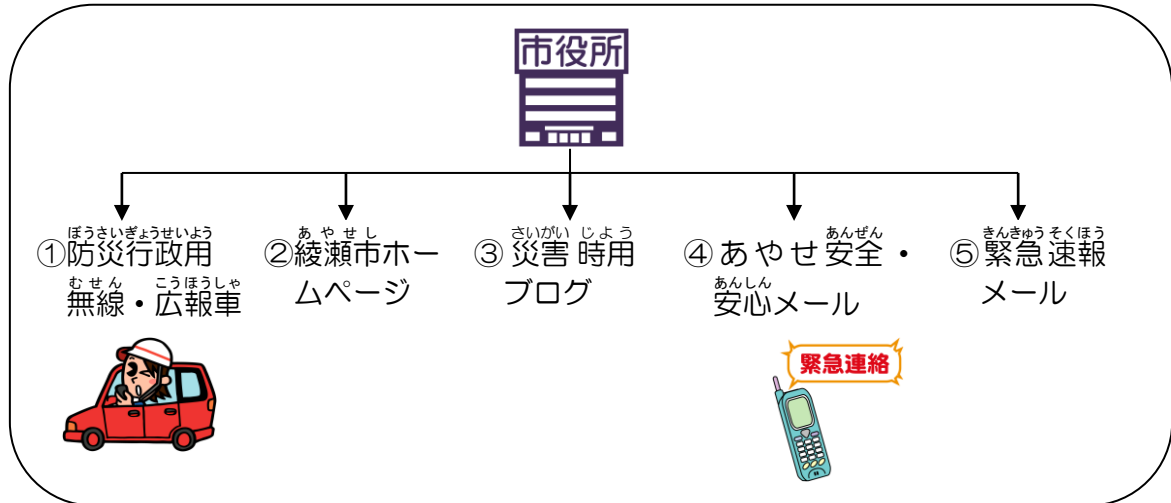 市役所
ぼうさいぎょうせいよう
①防災行政用
むせん こうほうしゃ
無線・広報車
あやせし
②綾瀬市ホー
ムページ
さいがい じよう
③災害時用
ブログ
あんぜん
④あやせ安全・
あんしん
安心メール
きんきゅうそくほう
⑤緊急速報
メール
緊急連絡